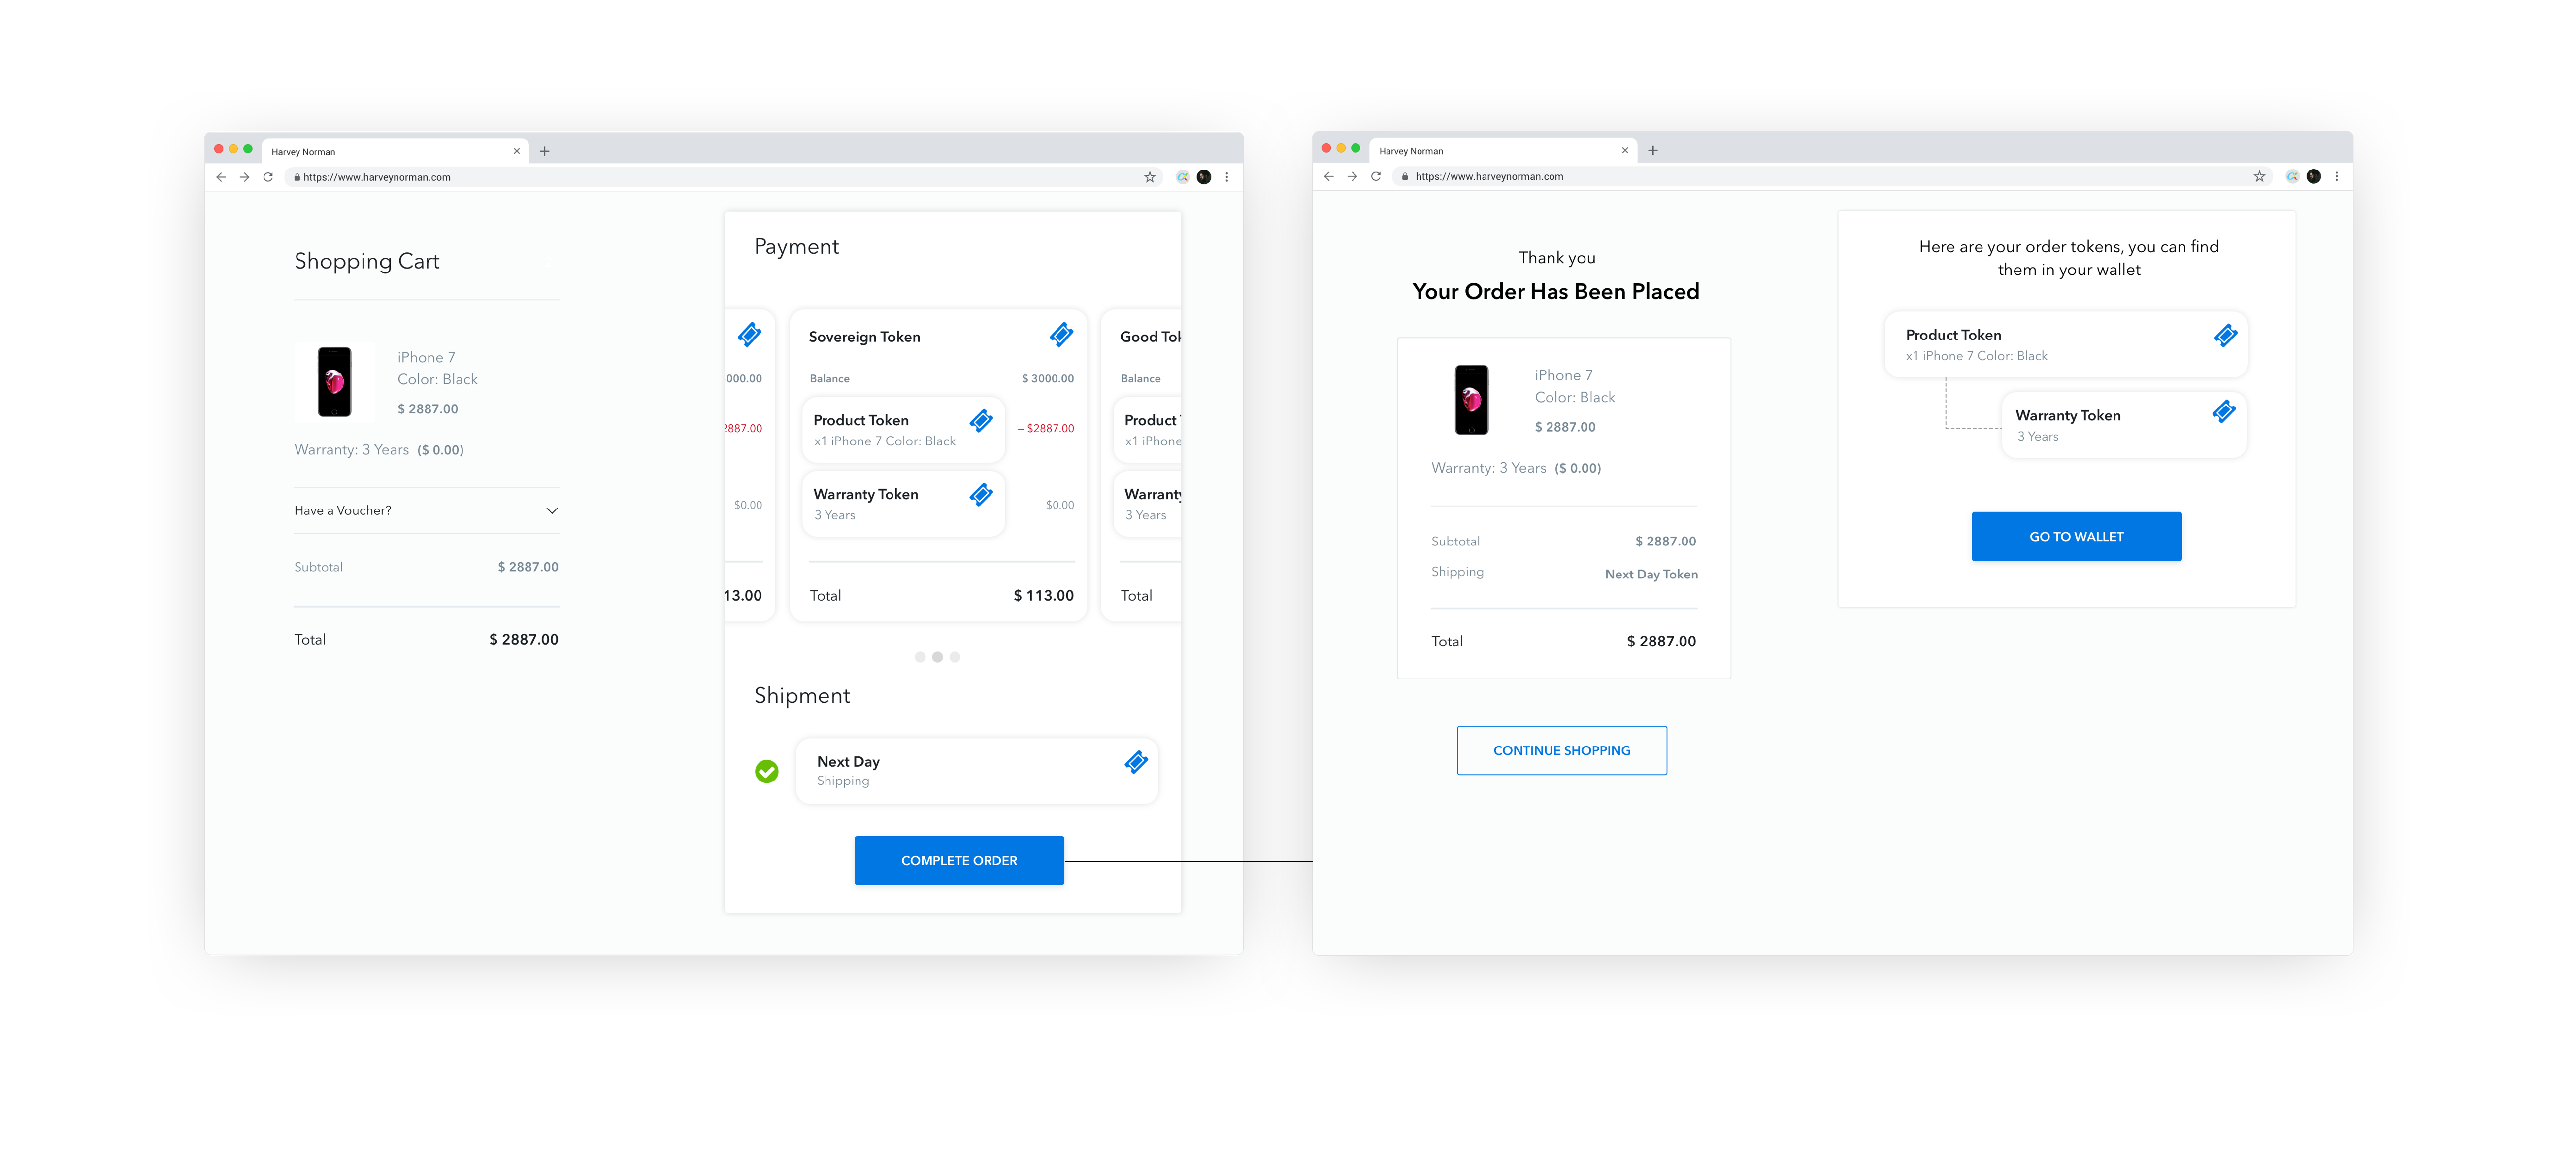 Harvey Norman
https://www.harveynorman.com
Shopping Cart
iPhone 7
Color: Black
$ 2887.00
Warranty: 3 Years ($ 0.00)
Have a Voucher?
Subtotal $ 2887.00
Total $ 2887.00
Payment
000.00
2887.00
$0.00
13.00
Sovereign Token
Balance $ 3000.00
Product Token
x1 iPhone 7 Color: Black
– $2887.00
Warranty Token
3 Years
$0.00
Total $ 113.00
Good Tok
Balance
Product T
x1 iPhone
Warranty
3 Years
Total
Shipment
Next Day
Shipping
COMPLETE ORDER
Harvey Norman
https://www.harveynorman.com
Thank you
Your Order Has Been Placed
iPhone 7
Color: Black
$ 2887.00
Warranty: 3 Years ($ 0.00)
Subtotal $ 2887.00
Shipping Next Day Token
Total $ 2887.00
CONTINUE SHOPPING
Here are your order tokens, you can find
them in your wallet
Product Token
x1 iPhone 7 Color: Black
Warranty Token
3 Years
GO TO WALLET